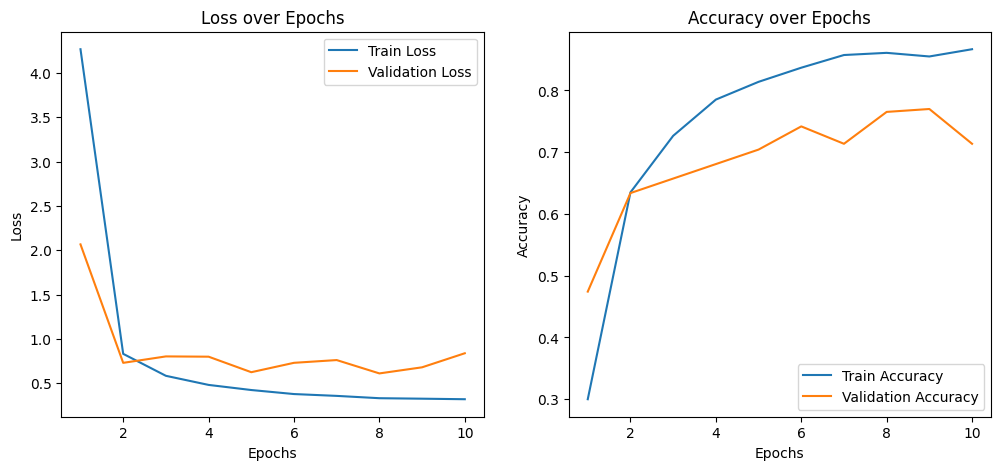 Loss over Epochs
Train Loss
Validation Loss
4.0
3.5
3.0
2.5
2.0
1.5
1.0
0.5
Loss
2
4
6
8
10
Epochs
Accuracy over Epochs
0.8
0.7
0.6
0.5
0.4
0.3
Accuracy
Train Accuracy
Validation Accuracy
2
4
6
8
10
Epochs